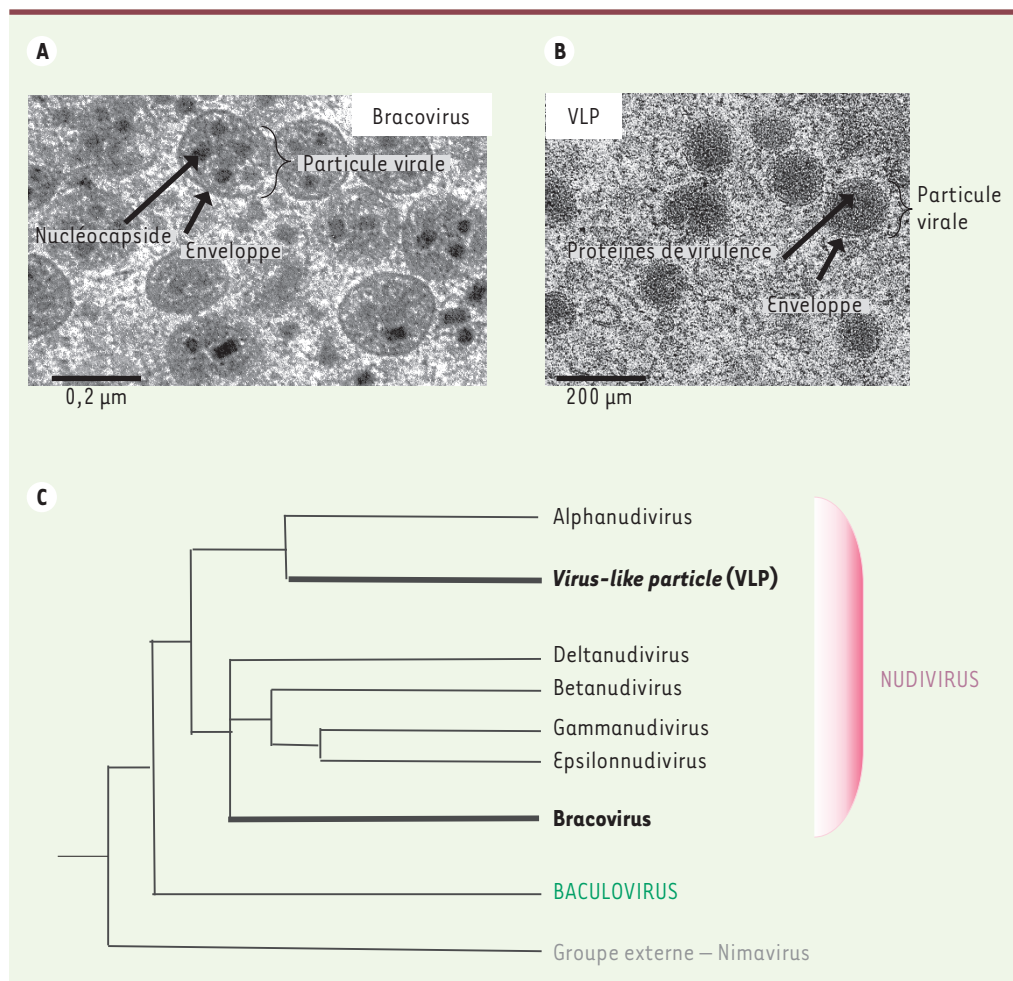 A
Bracovirus
Particule virale
Nucléocapside
Enveloppe
0,2 µm
B
VLP
Particule
virale
Protéines de virulence
Enveloppe
200 µm
C
Alphanudivirus
Virus-like particle (VLP)
Deltanudivirus
Betanudivirus
Gammanudivirus
Epsilonnudivirus
Bracovirus
NUDIVIRUS
BACULOVIRUS
Groupe externe – Nimavirus